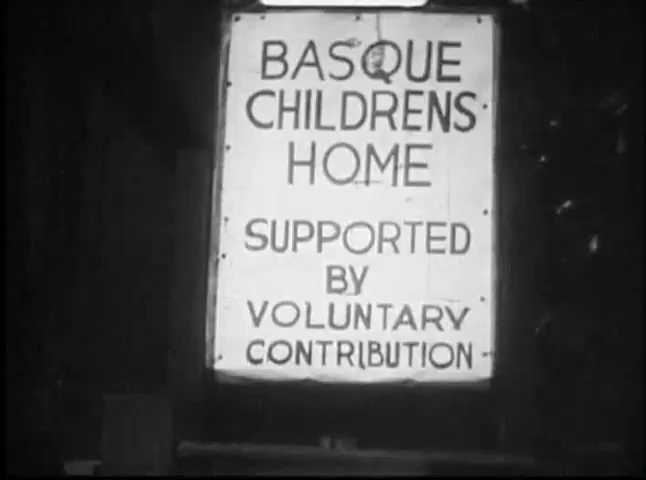 BASQUE
CHILDRENS
HOME
SUPPORTED
BY
VOLUNTARY
CONTRIBUTION